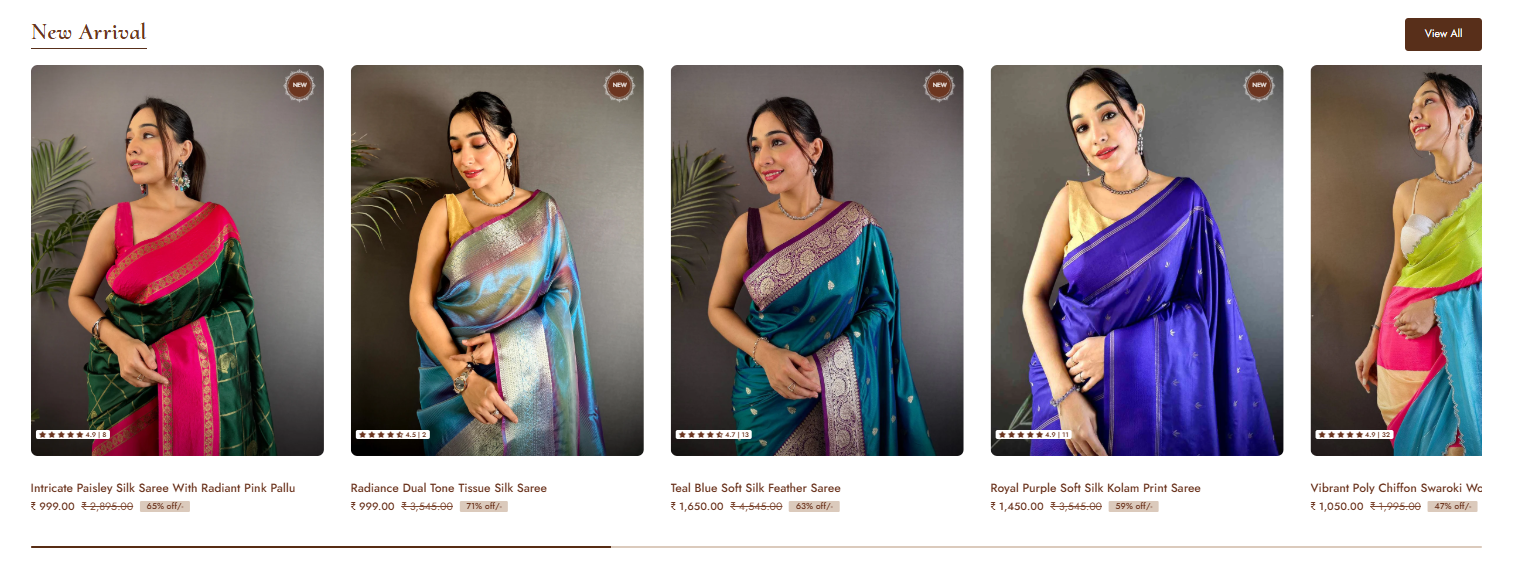 New Arrival
View All
NEW
NEW
NEW
NEW
4.9 | 8
4.5 | 2
4.7 | 13
4.9 | 11
4.9 | 32
Intricate Paisley Silk Saree With Radiant Pink Pallu
₹ 999.00 ₹ 2,895.00 65% off/-
Radiance Dual Tone Tissue Silk Saree
₹ 999.00 ₹ 3,545.00 71% off/-
Teal Blue Soft Silk Feather Saree
₹ 1,650.00 ₹ 4,545.00 63% off/-
Royal Purple Soft Silk Kolam Print Saree
₹ 1,450.00 ₹ 3,545.00 59% off/-
Vibrant Poly Chiffon Swaroki Wo
₹ 1,050.00 ₹ 1,995.00 47% off/-